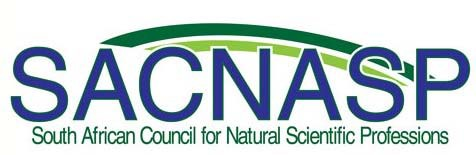 SACNASP
South African Council for Natural Scientific Professions